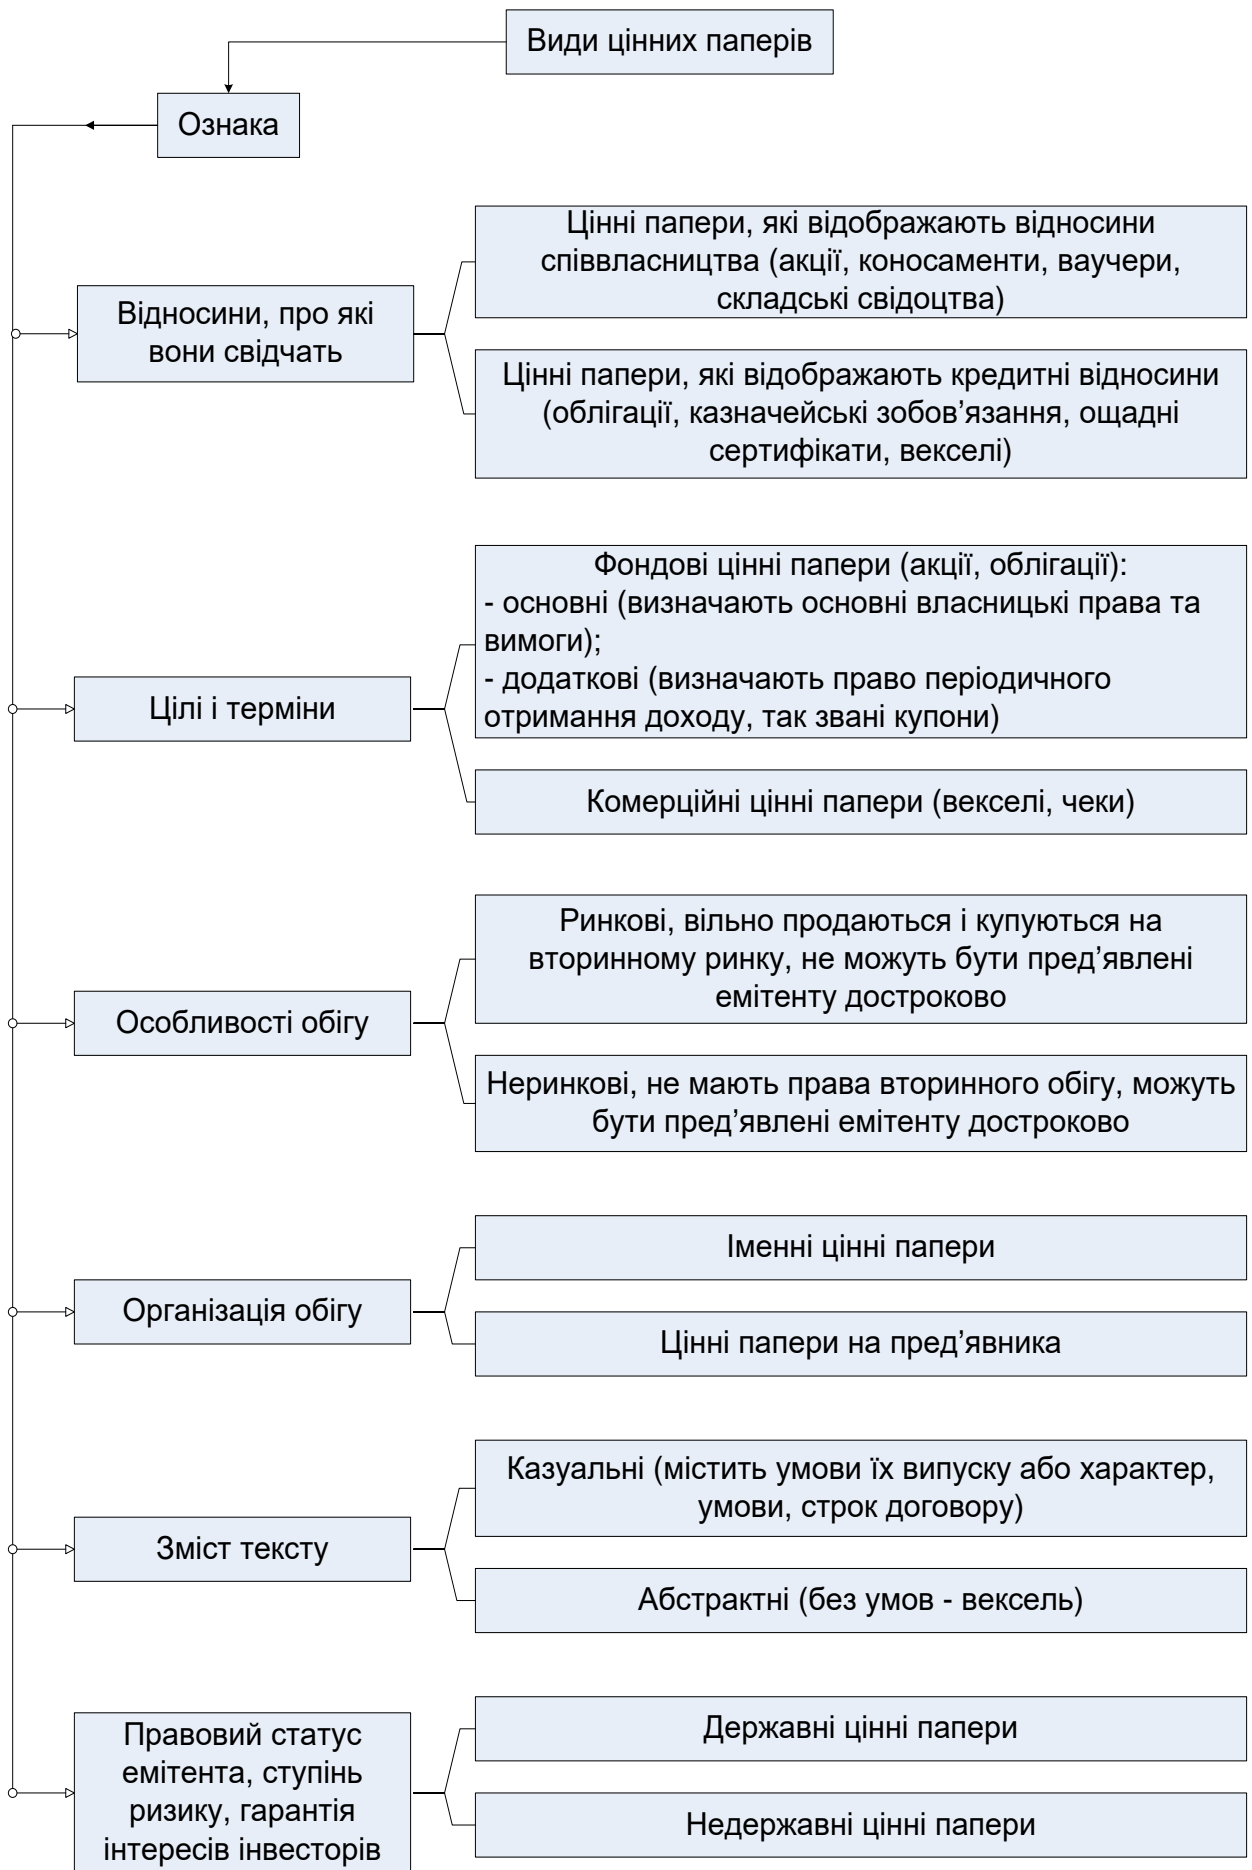 Види цінних паперів
Ознака
Відносини, про які
вони свідчать
Цінні папери, які відображають відносини
співвласництва (акції, коносаменти, ваучери,
складські свідоцтва)
Цінні папери, які відображають кредитні відносини
(облігації, казначейські зобов’язання, ощадні
сертифікати, векселі)
Цілі і терміни
Фондові цінні папери (акції, облігації):
- основні (визначають основні власницькі права та
вимоги);
- додаткові (визначають право періодичного
отримання доходу, так звані купони)
Комерційні цінні папери (векселі, чеки)
Особливості обігу
Ринкові, вільно продаються і купуються на
вторинному ринку, не можуть бути пред’явлені
емітенту достроково
Неринкові, не мають права вторинного обігу, можуть
бути пред’явлені емітенту достроково
Організація обігу
Іменні цінні папери
Цінні папери на пред’явника
Зміст тексту
Казуальні (містить умови їх випуску або характер,
умови, строк договору)
Абстрактні (без умов - вексель)
Правовий статус
емітента, ступінь
ризику, гарантія
інтересів інвесторів
Державні цінні папери
Недержавні цінні папери